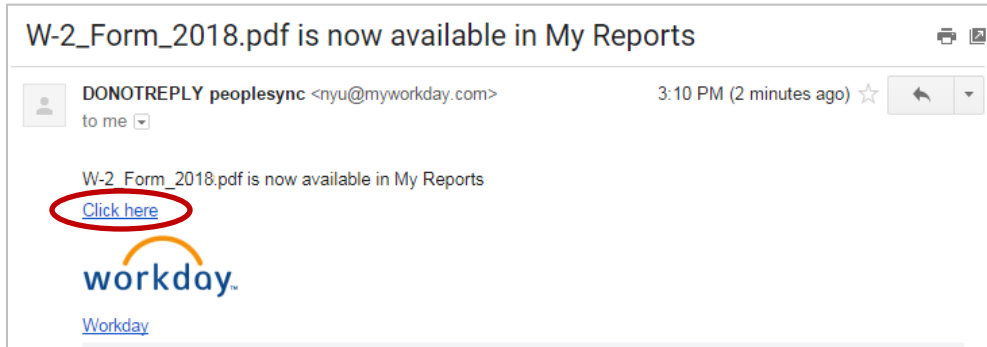 W-2_Form_2018.pdf is now available in My Reports
DONOTREPLY peoplesync <nyu@myworkday.com> 3:10 PM (2 minutes ago)
to me
W-2_Form_2018.pdf is now available in My Reports
Click here
workday.
Workday